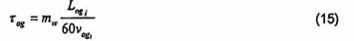 τ_og = m_w L_og_i / 60v_og_i (15)